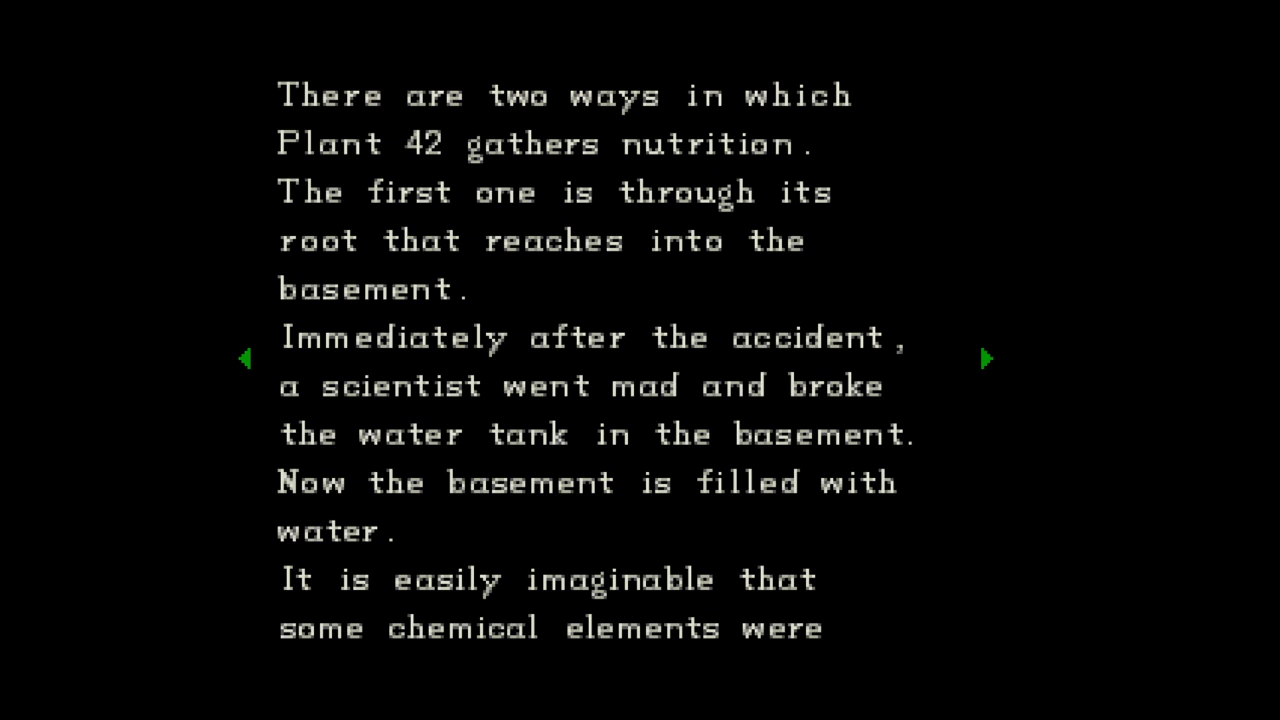 There are two ways in which
Plant 42 gathers nutrition.
The first one is through its
root that reaches into the
basement.
Immediately after the accident,
a scientist went mad and broke
the water tank in the basement.
Now the basement is filled with
water.
It is easily imaginable that
some chemical elements were